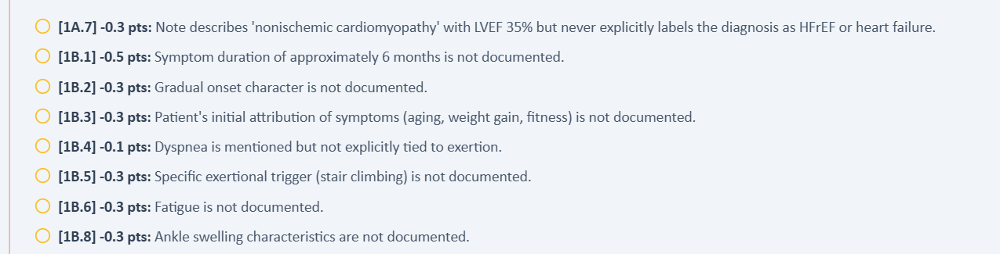 [1A.7] -0.3 pts: Note describes 'nonischemic cardiomyopathy' with LVEF 35% but never explicitly labels the diagnosis as HFrEF or heart failure.
[1B.1] -0.5 pts: Symptom duration of approximately 6 months is not documented.
[1B.2] -0.3 pts: Gradual onset character is not documented.
[1B.3] -0.3 pts: Patient's initial attribution of symptoms (aging, weight gain, fitness) is not documented.
[1B.4] -0.1 pts: Dyspnea is mentioned but not explicitly tied to exertion.
[1B.5] -0.3 pts: Specific exertional trigger (stair climbing) is not documented.
[1B.6] -0.3 pts: Fatigue is not documented.
[1B.8] -0.3 pts: Ankle swelling characteristics are not documented.